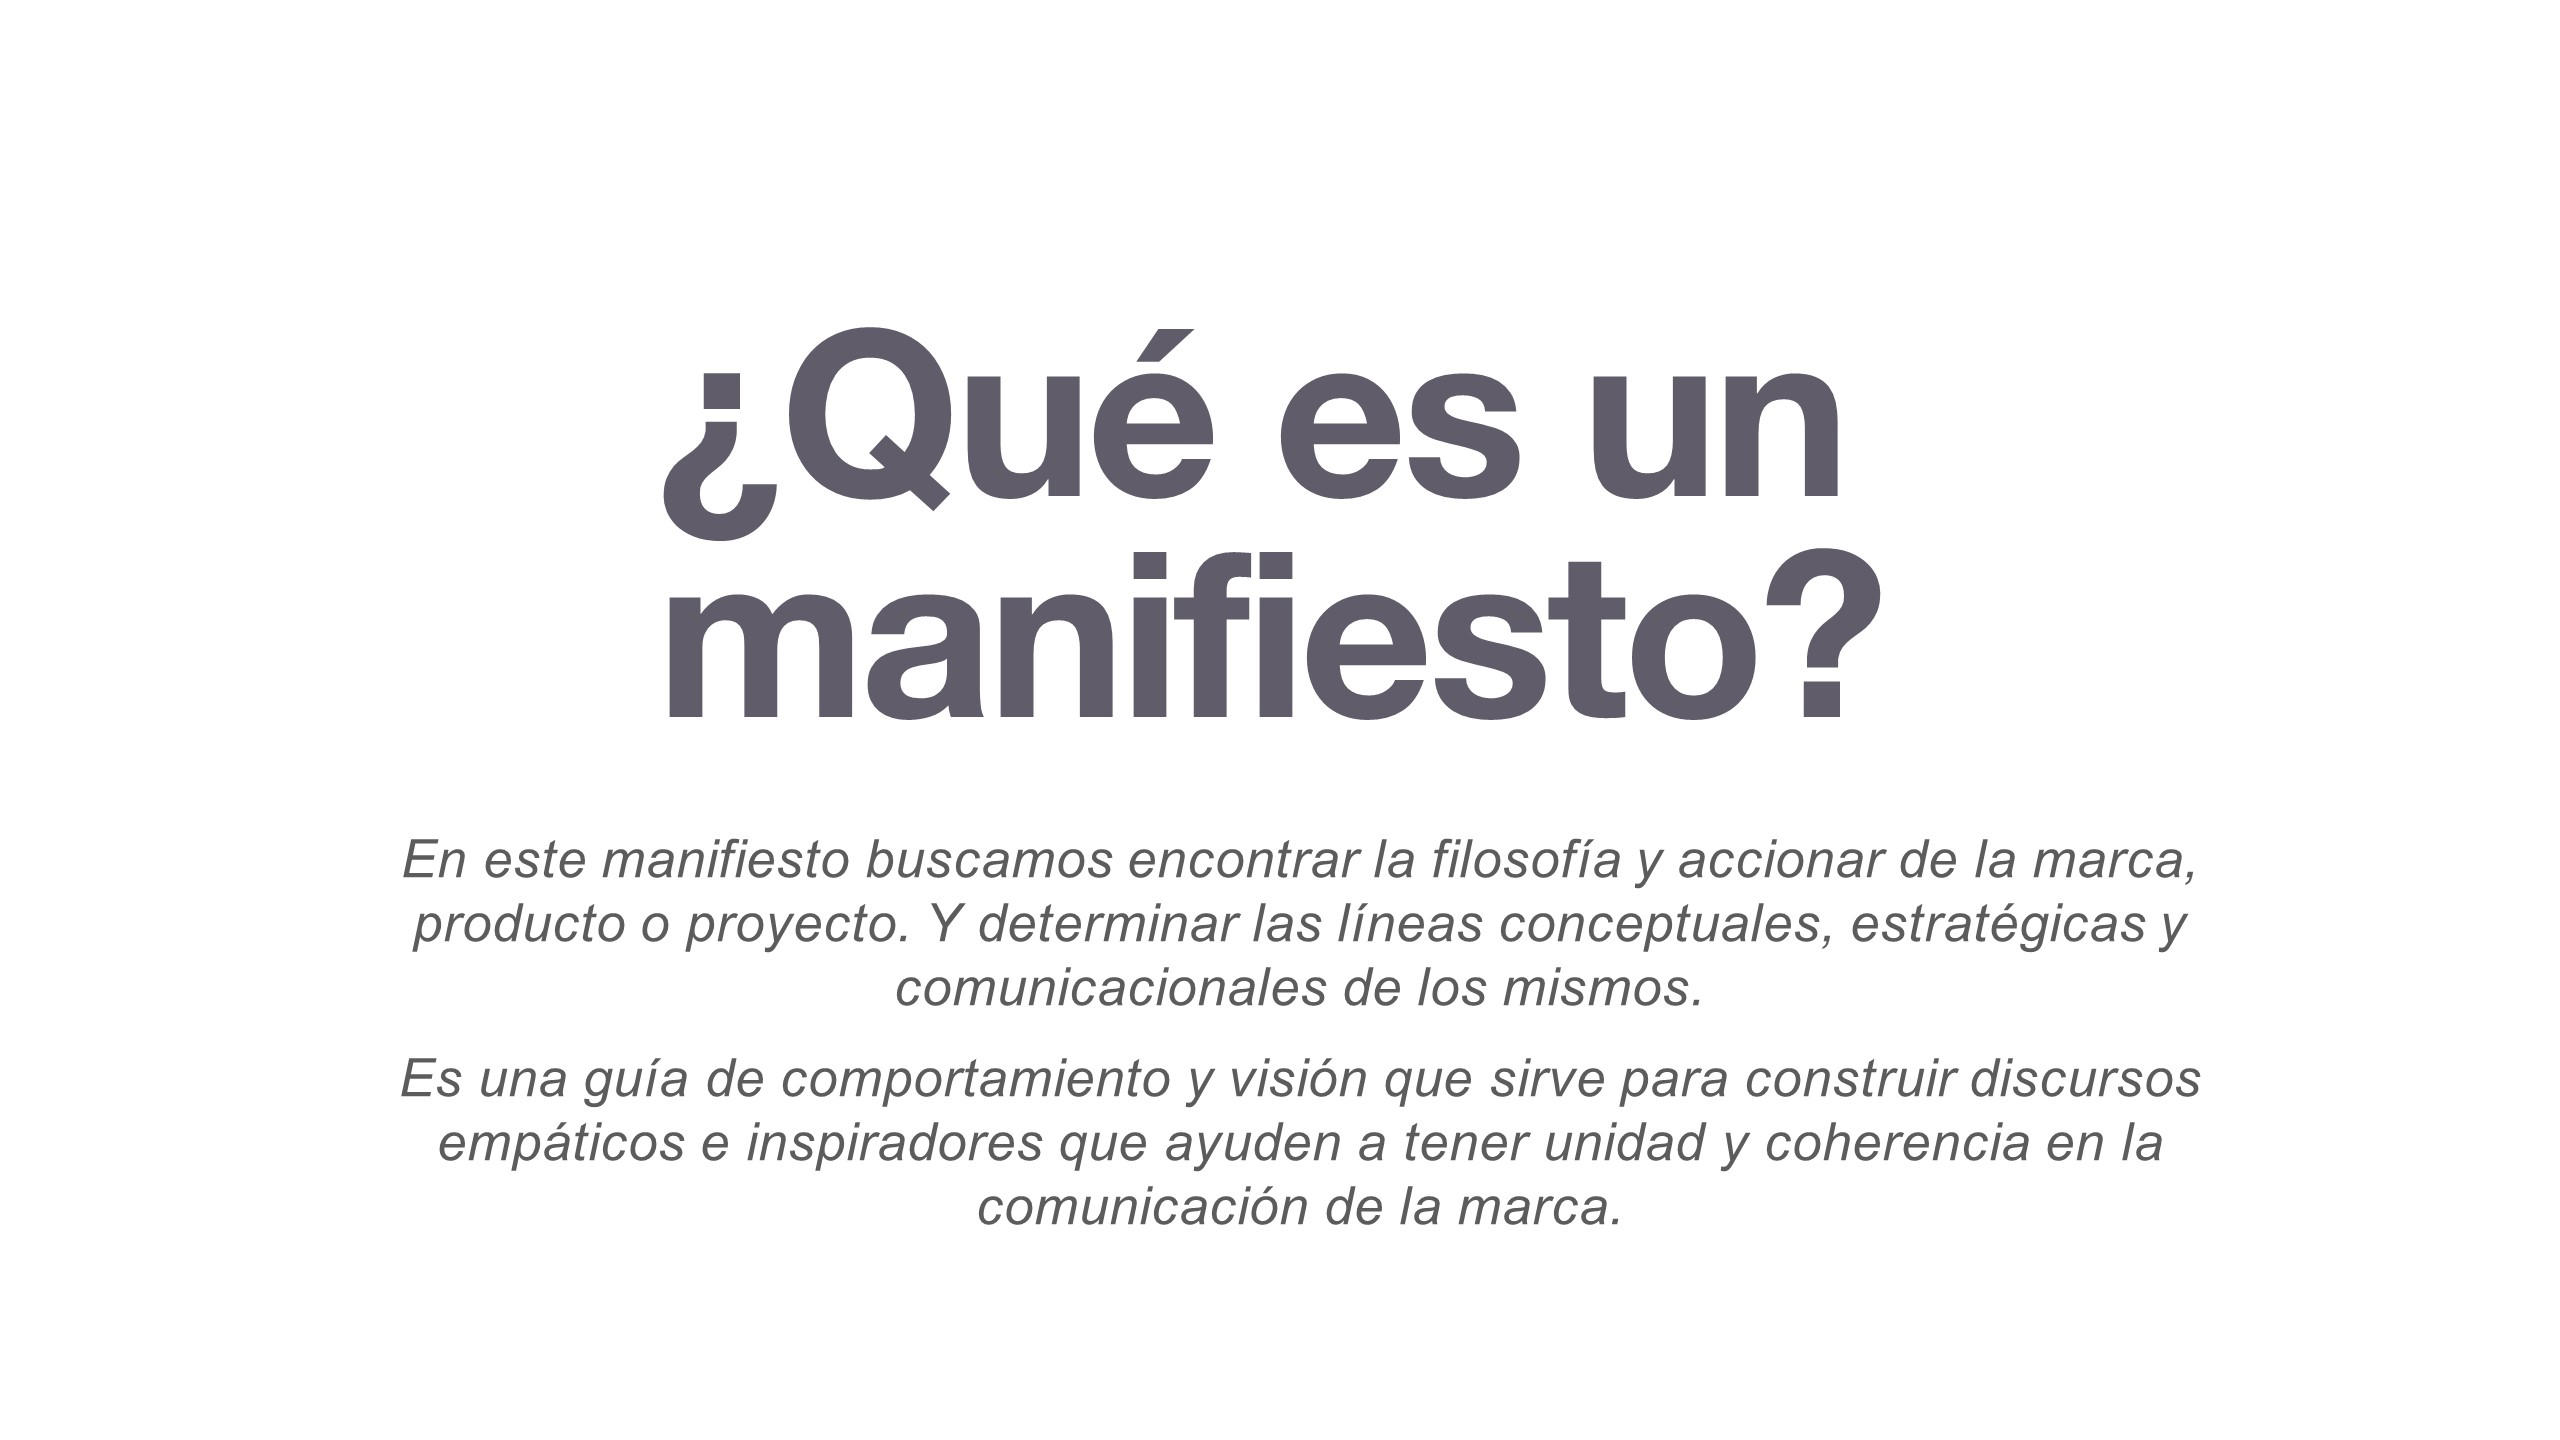 ¿Qué es un
manifiesto?
En este manifiesto buscamos encontrar la filosofía y accionar de la marca,
producto o proyecto. Y determinar las líneas conceptuales, estratégicas y
comunicacionales de los mismos.
Es una guía de comportamiento y visión que sirve para construir discursos
empáticos e inspiradores que ayuden a tener unidad y coherencia en la
comunicación de la marca.